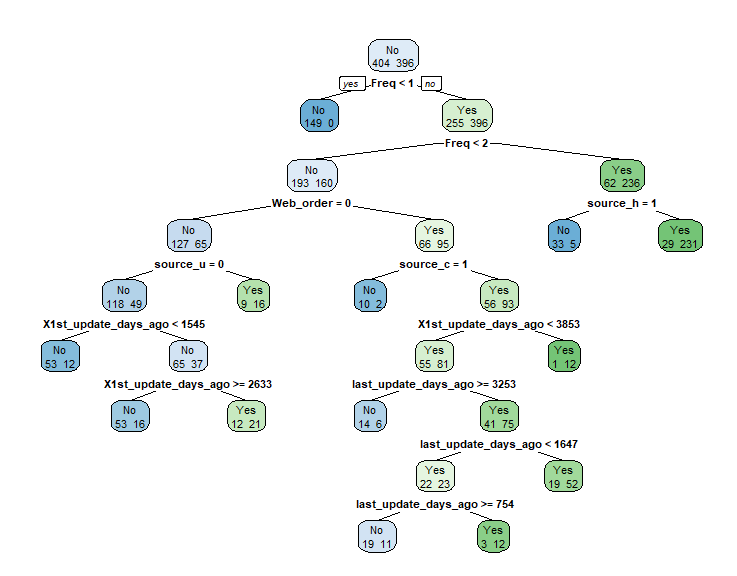 No
404 396
yes Freq < 1 no
No
149 0
Yes
255 396
Freq < 2
No
193 160
Yes
62 236
Web_order = 0
source_h = 1
No
127 65
Yes
66 95
No
33 5
Yes
29 231
source_u = 0
source_c = 1
No
118 49
Yes
9 16
No
10 2
Yes
56 93
X1st_update_days_ago < 1545
X1st_update_days_ago < 3853
No
53 12
No
65 37
Yes
55 81
Yes
1 12
X1st_update_days_ago >= 2633
last_update_days_ago >= 3253
No
53 16
Yes
12 21
No
14 6
Yes
41 75
last_update_days_ago < 1647
Yes
22 23
Yes
19 52
last_update_days_ago >= 754
No
19 11
Yes
3 12